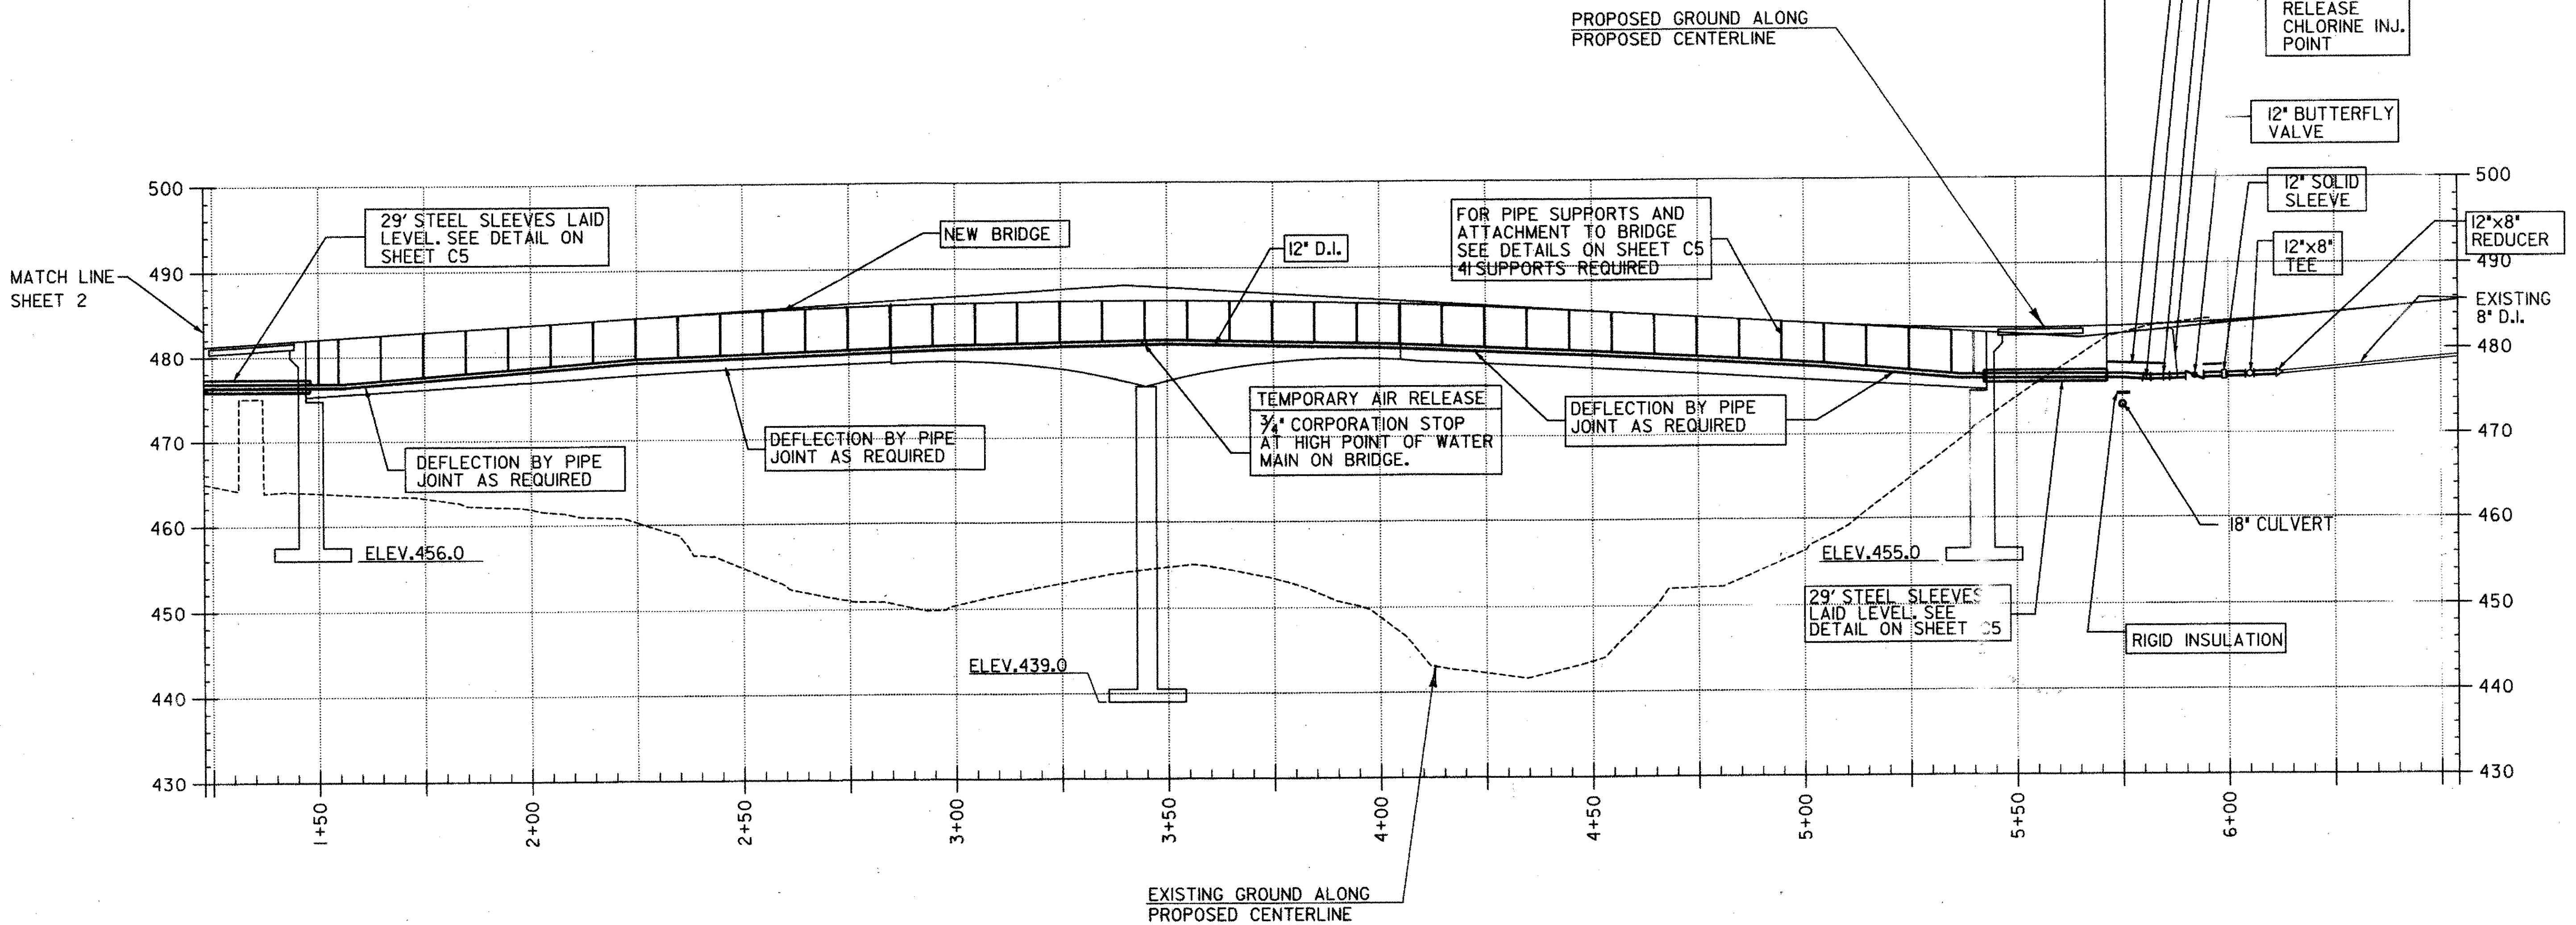 PROPOSED GROUND ALONG
PROPOSED CENTERLINE
RELEASE
CHLORINE INJ.
POINT
12" BUTTERFLY
VALVE
12" SOLID
SLEEVE
12"x8"
TEE
12"x8"
REDUCER
EXISTING
8" D.I.
MATCH LINE
SHEET 2
29' STEEL SLEEVES LAID
LEVEL. SEE DETAIL ON
SHEET C5
NEW BRIDGE
12" D.I.
FOR PIPE SUPPORTS AND
ATTACHMENT TO BRIDGE
SEE DETAILS ON SHEET C5
41 SUPPORTS REQUIRED
500
490
480
470
460
450
440
430
500
490
480
470
460
450
440
430
DEFLECTION BY PIPE
JOINT AS REQUIRED
DEFLECTION BY PIPE
JOINT AS REQUIRED
TEMPORARY AIR RELEASE
3/4" CORPORATION STOP
AT HIGH POINT OF WATER
MAIN ON BRIDGE.
DEFLECTION BY PIPE
JOINT AS REQUIRED
18" CULVERT
ELEV. 456.0
ELEV. 455.0
ELEV. 439.0
29' STEEL SLEEVES
LAID LEVEL. SEE
DETAIL ON SHEET C5
RIGID INSULATION
1+50
2+00
2+50
3+00
3+50
4+00
4+50
5+00
5+50
6+00
EXISTING GROUND ALONG
PROPOSED CENTERLINE